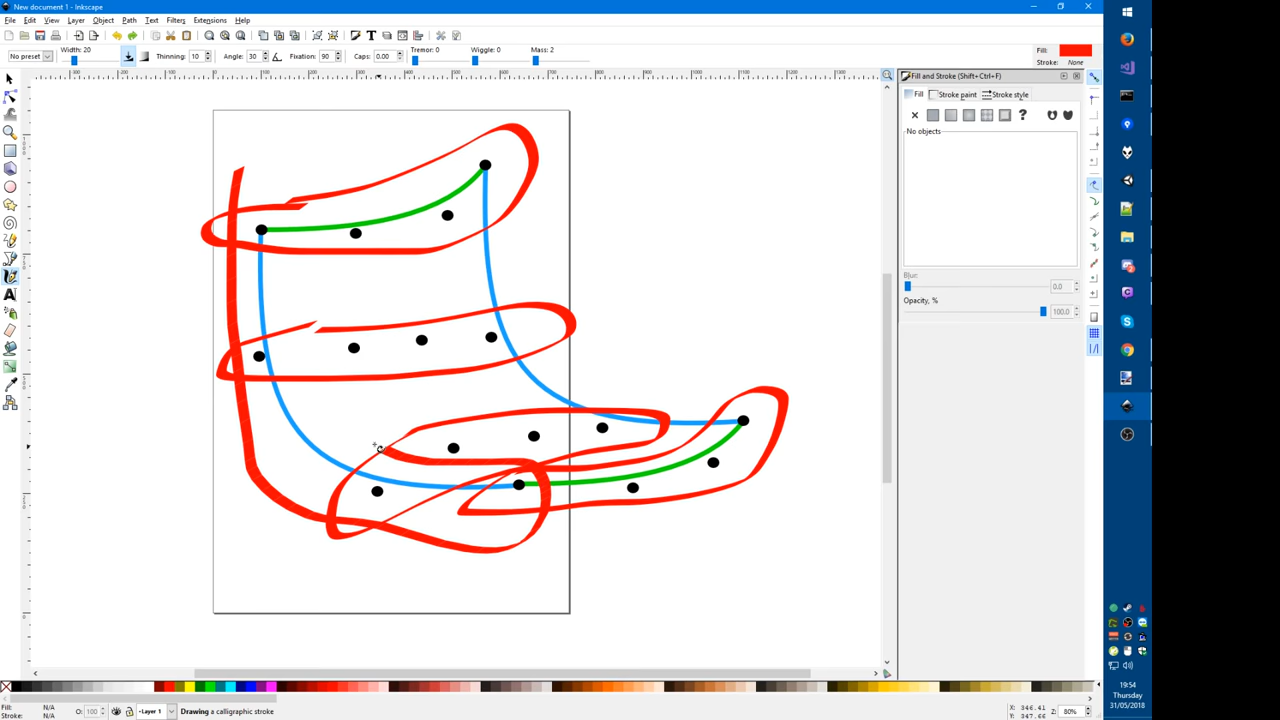 New document 1 - Inkscape
File Edit View Layer Object Path Text Filters Extensions Help
No preset Width: 20 Thinning: 10 Angle: 30 Fixation: 90 Caps: 0.00 Tremor: 0 Wiggle: 0 Mass: 2 Fill: Stroke: None
Fill and Stroke (Shift+Ctrl+F)
Fill Stroke paint Stroke style
?
No objects
Blur: 0.0
Opacity, % 100.0
Fill: N/A
Stroke: N/A
O: 100 Layer 1 Drawing a calligraphic stroke X: 346.41 Y: 347.66 Z: 80%
19:54
Thursday
31/05/2018